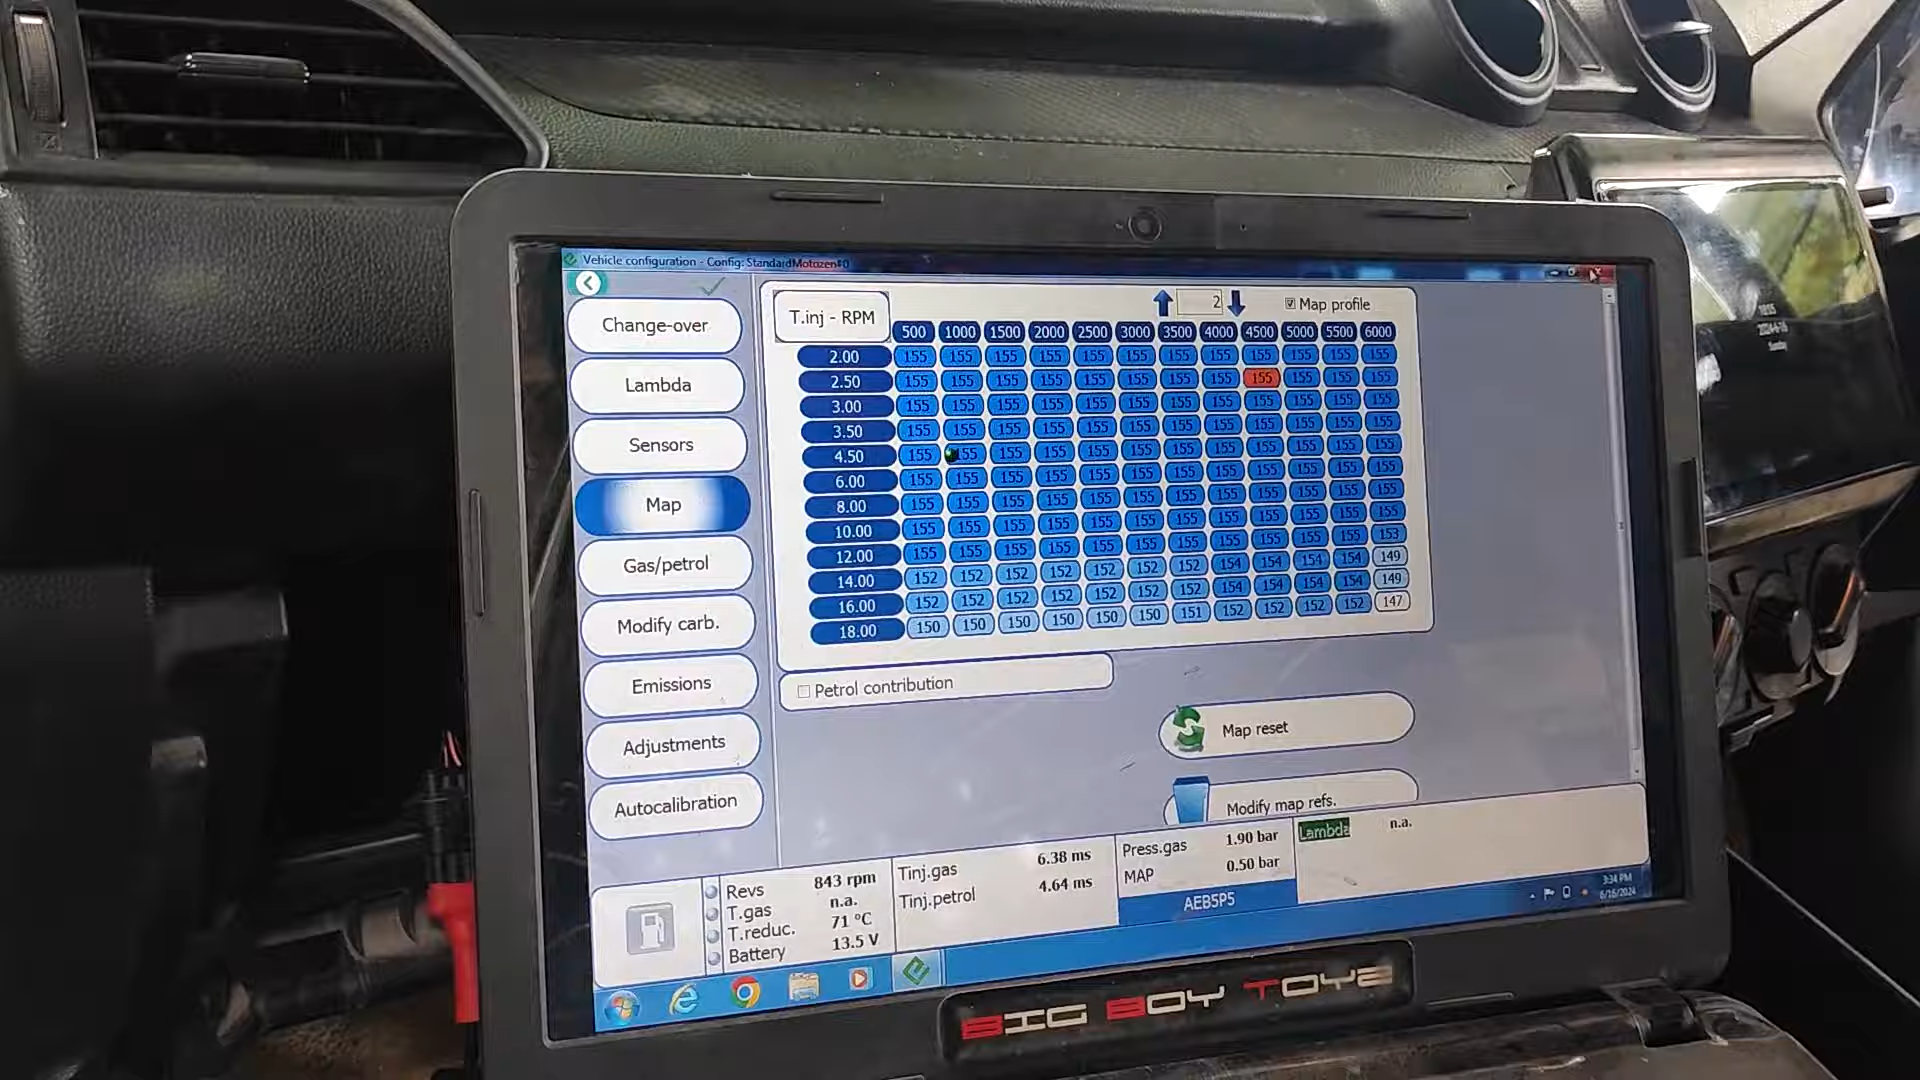 Vehicle configuration - Config: StandardMotozen#0
Change-over
Lambda
Sensors
Map
Gas/petrol
Modify carb.
Emissions
Adjustments
Autocalibration
T.inj - RPM
2
Map profile
500 1000 1500 2000 2500 3000 3500 4000 4500 5000 5500 6000
2.00 155 155 155 155 155 155 155 155 155 155 155 155
2.50 155 155 155 155 155 155 155 155 155 155 155 155
3.00 155 155 155 155 155 155 155 155 155 155 155 155
3.50 155 155 155 155 155 155 155 155 155 155 155 155
4.50 155 155 155 155 155 155 155 155 155 155 155 155
6.00 155 155 155 155 155 155 155 155 155 155 155 155
8.00 155 155 155 155 155 155 155 155 155 155 155 155
10.00 155 155 155 155 155 155 155 155 155 155 155 155
12.00 155 155 155 155 155 155 155 155 155 155 155 153
14.00 152 152 152 152 152 152 152 154 154 154 154 149
16.00 152 152 152 152 152 152 152 154 154 154 154 149
18.00 150 150 150 150 150 150 151 152 152 152 152 147
Petrol contribution
Map reset
Modify map refs.
Revs 843 rpm
T.gas n.a.
T.reduc. 71 °C
Battery 13.5 V
Tinj.gas 6.38 ms
Tinj.petrol 4.64 ms
Press.gas 1.90 bar
MAP 0.50 bar
AEB5P5
Lambda n.a.
3:34 PM
6/16/2024
BIG BOY TOYZ
Sunday